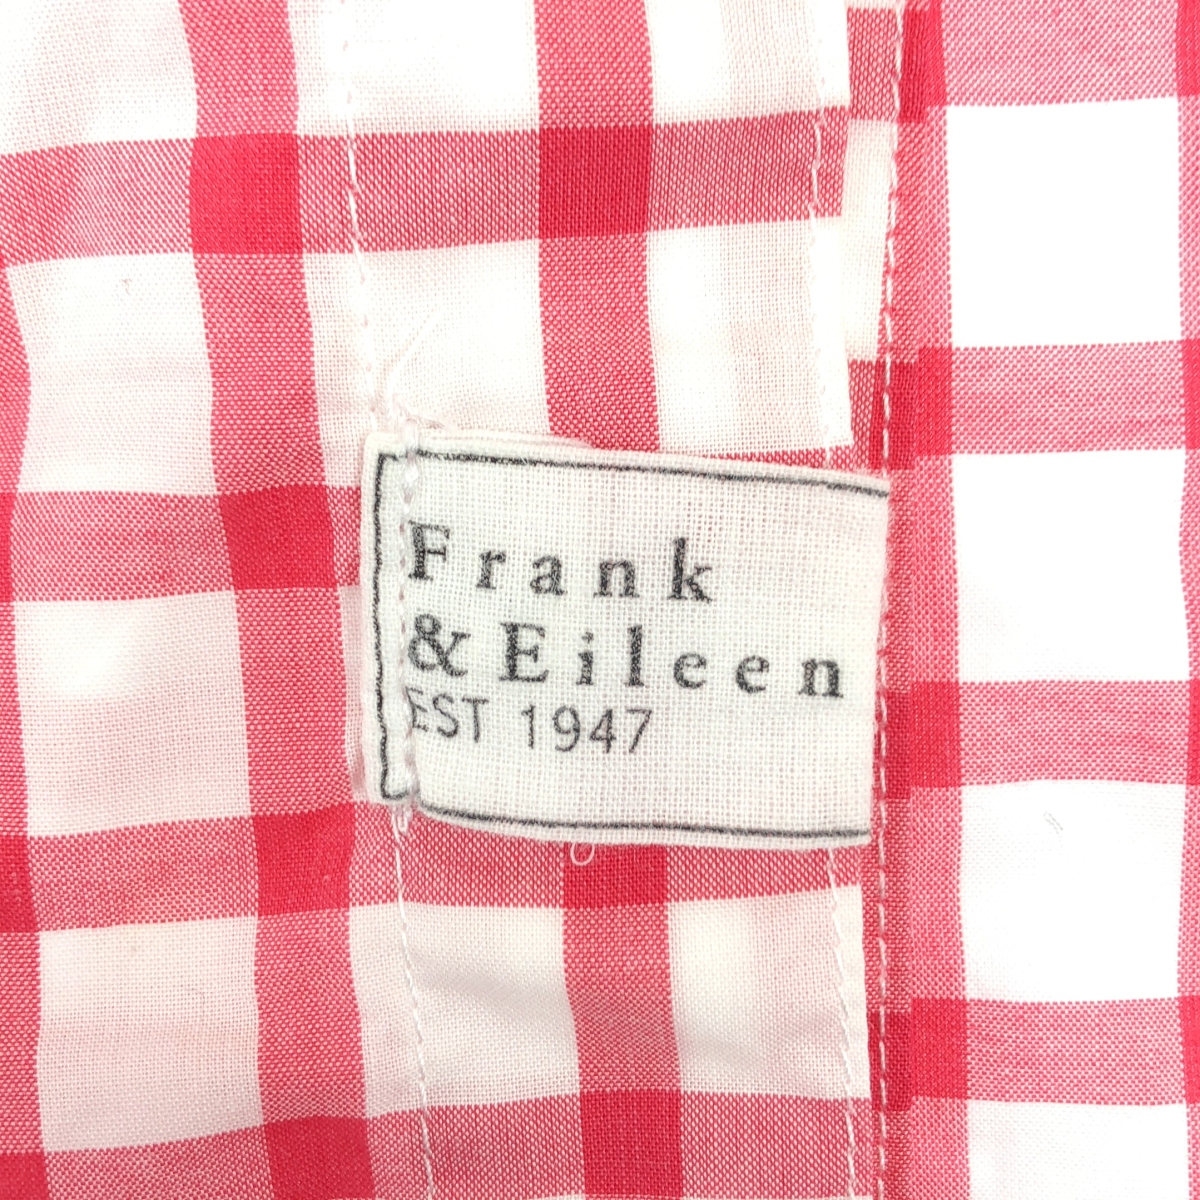 Frank
& Eileen
EST 1947